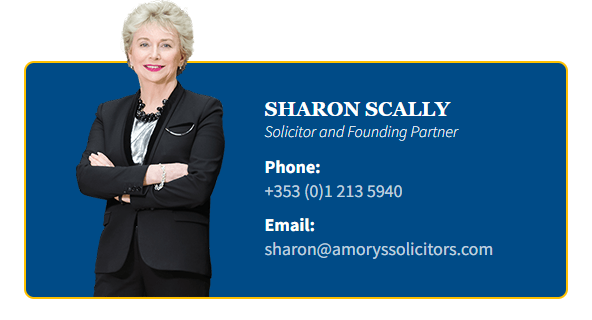 SHARON SCALLY
Solicitor and Founding Partner
Phone:
+353 (0)1 213 5940
Email:
sharon@amoryssolicitors.com